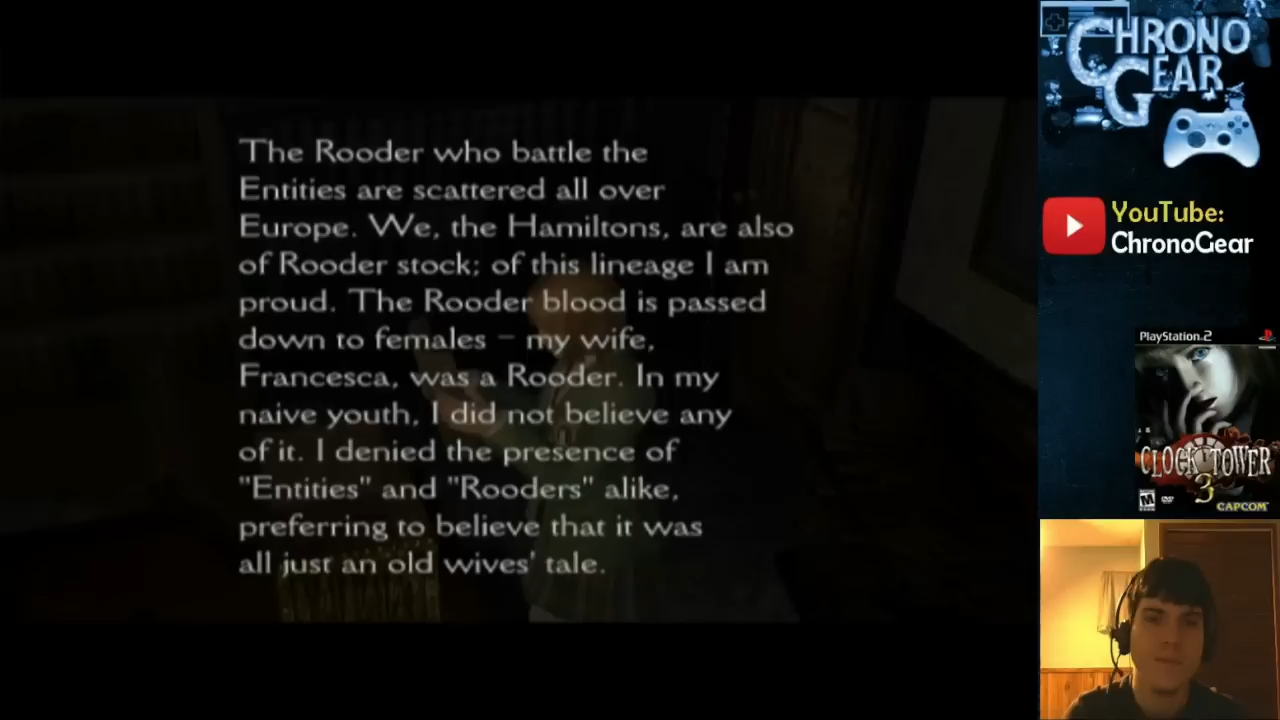 The Rooder who battle the
Entities are scattered all over
Europe. We, the Hamiltons, are also
of Rooder stock; of this lineage I am
proud. The Rooder blood is passed
down to females – my wife,
Francesca, was a Rooder. In my
naive youth, I did not believe any
of it. I denied the presence of
"Entities" and "Rooders" alike,
preferring to believe that it was
all just an old wives' tale.
CHRONO
GEAR
YouTube:
ChronoGear
PlayStation 2
CLOCK TOWER
3
M
CAPCOM